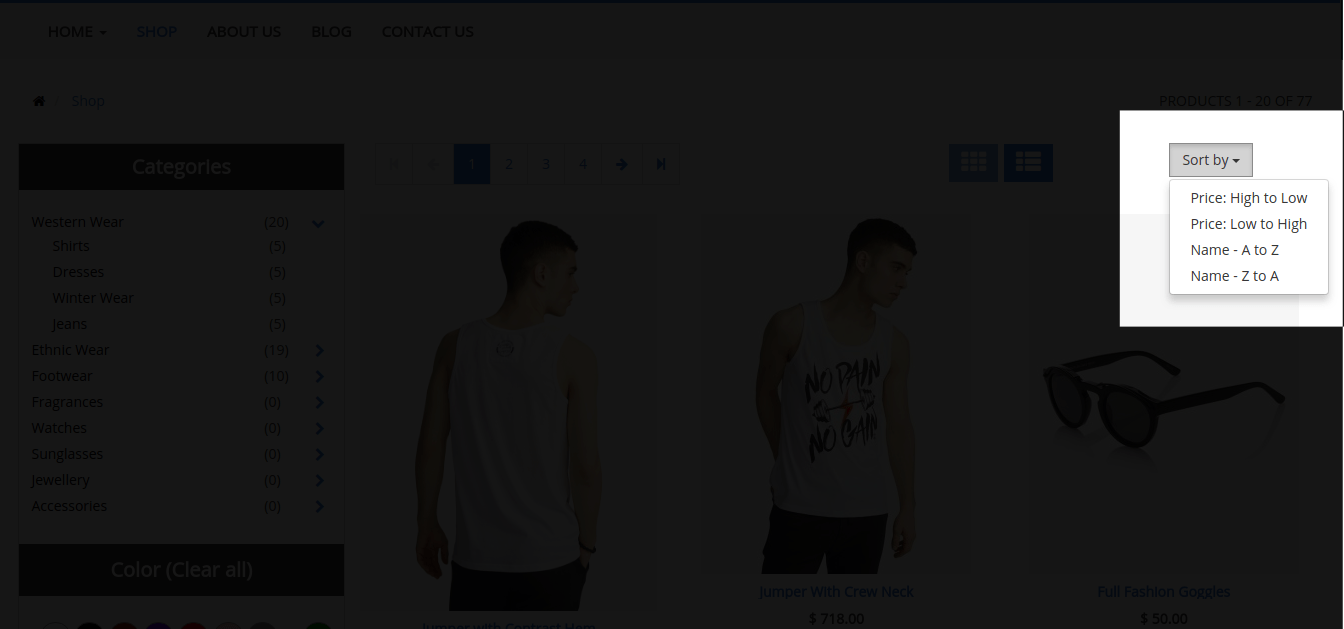 HOME
SHOP
ABOUT US
BLOG
CONTACT US
Shop
PRODUCTS 1 - 20 OF 77
Categories
1
2
3
4
Sort by
Price: High to Low
Price: Low to High
Name - A to Z
Name - Z to A
Western Wear (20)
Shirts (5)
Dresses (5)
Winter Wear (5)
Jeans (5)
Ethnic Wear (19)
Footwear (10)
Fragrances (0)
Watches (0)
Sunglasses (0)
Jewellery (0)
Accessories (0)
Color (Clear all)
NO PAIN
NO GAIN
Jumper with Contrast Hem
Jumper With Crew Neck
$ 718.00
Full Fashion Goggles
$ 50.00